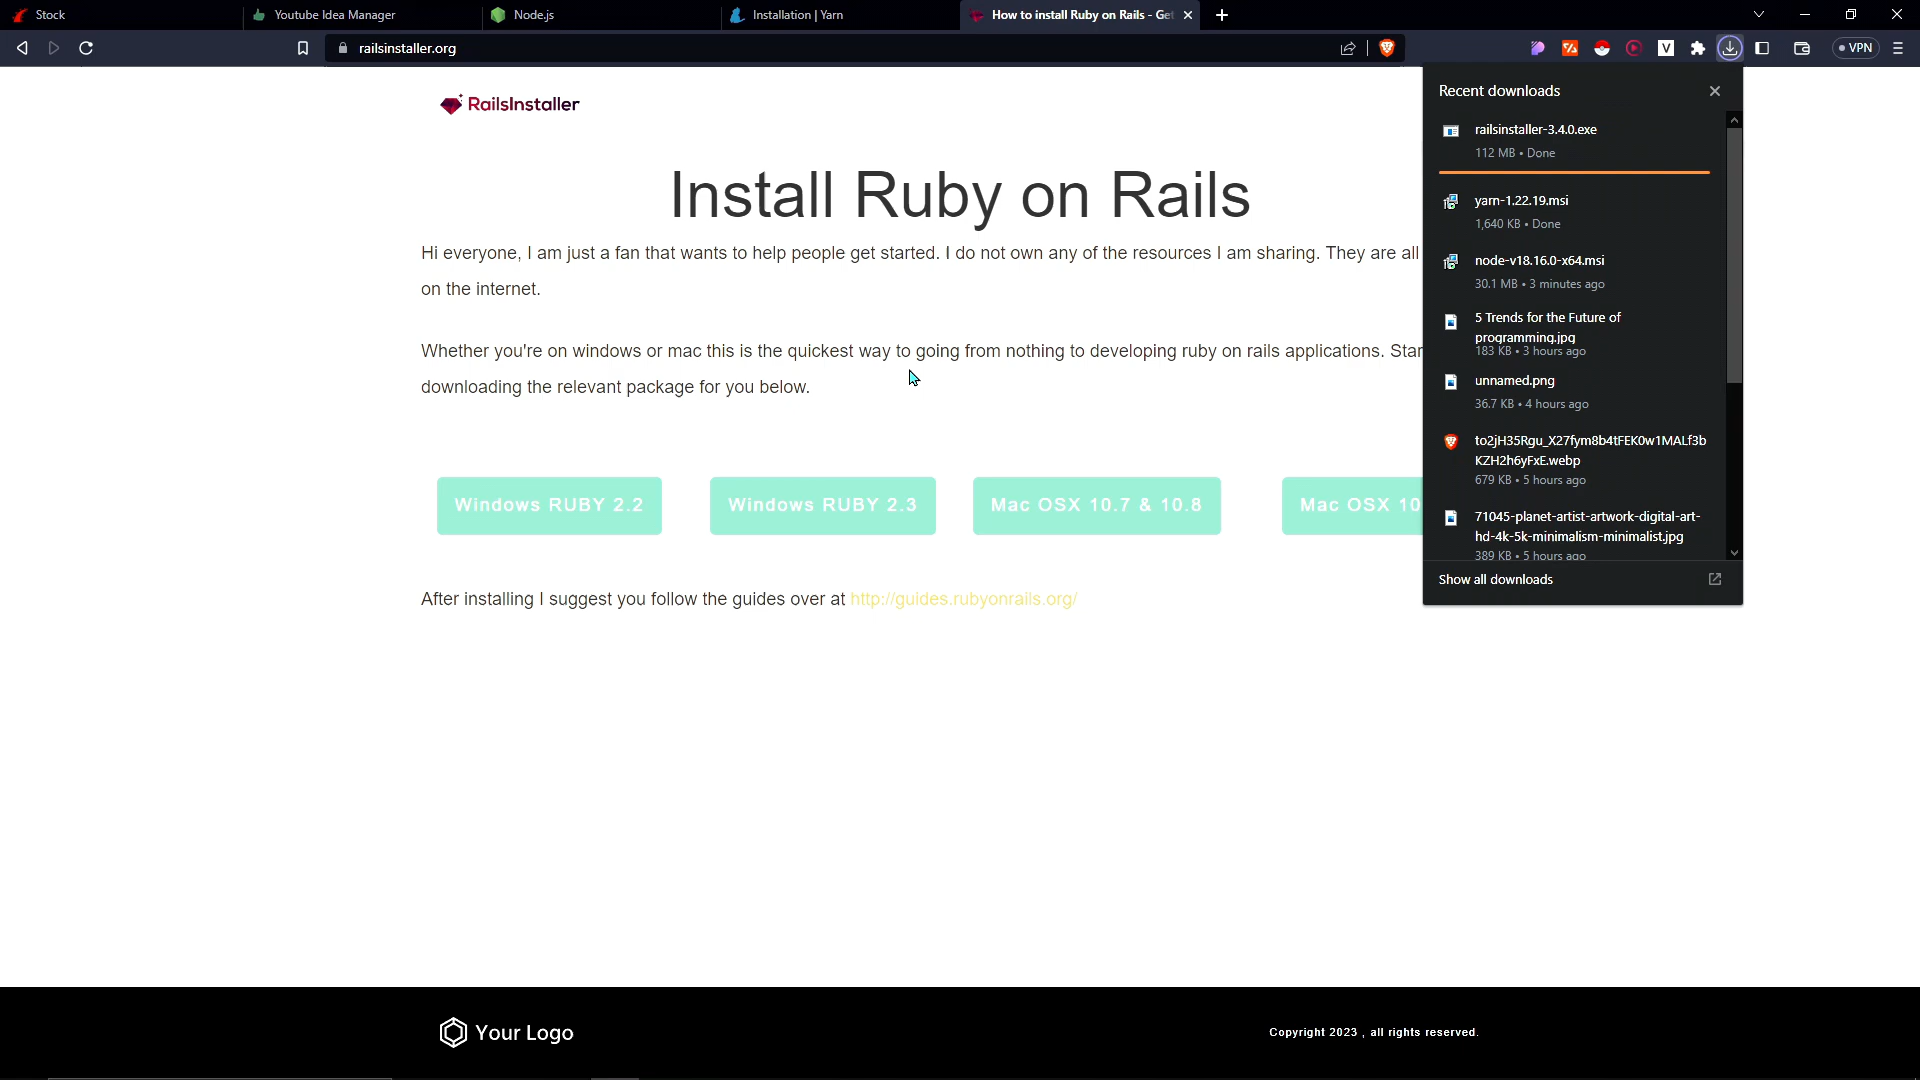 Stock
Youtube Idea Manager
Node.js
Installation | Yarn
How to install Ruby on Rails - Get
railsinstaller.org
VPN
RailsInstaller
Install Ruby on Rails
Hi everyone, I am just a fan that wants to help people get started. I do not own any of the resources I am sharing. They are all
on the internet.
Whether you're on windows or mac this is the quickest way to going from nothing to developing ruby on rails applications. Star
downloading the relevant package for you below.
Windows RUBY 2.2
Windows RUBY 2.3
Mac OSX 10.7 & 10.8
Mac OSX 10
After installing I suggest you follow the guides over at http://guides.rubyonrails.org/
Recent downloads
railsinstaller-3.4.0.exe
112 MB • Done
yarn-1.22.19.msi
1,640 KB • Done
node-v18.16.0-x64.msi
30.1 MB • 3 minutes ago
5 Trends for the Future of
programming.jpg
183 KB • 3 hours ago
unnamed.png
36.7 KB • 4 hours ago
to2jH35Rgu_X27fym8b4tFEK0w1MALf3b
KZH2h6yFxE.webp
679 KB • 5 hours ago
71045-planet-artist-artwork-digital-art-
hd-4k-5k-minimalism-minimalist.jpg
389 KB • 5 hours ago
Show all downloads
Your Logo
Copyright 2023 , all rights reserved.